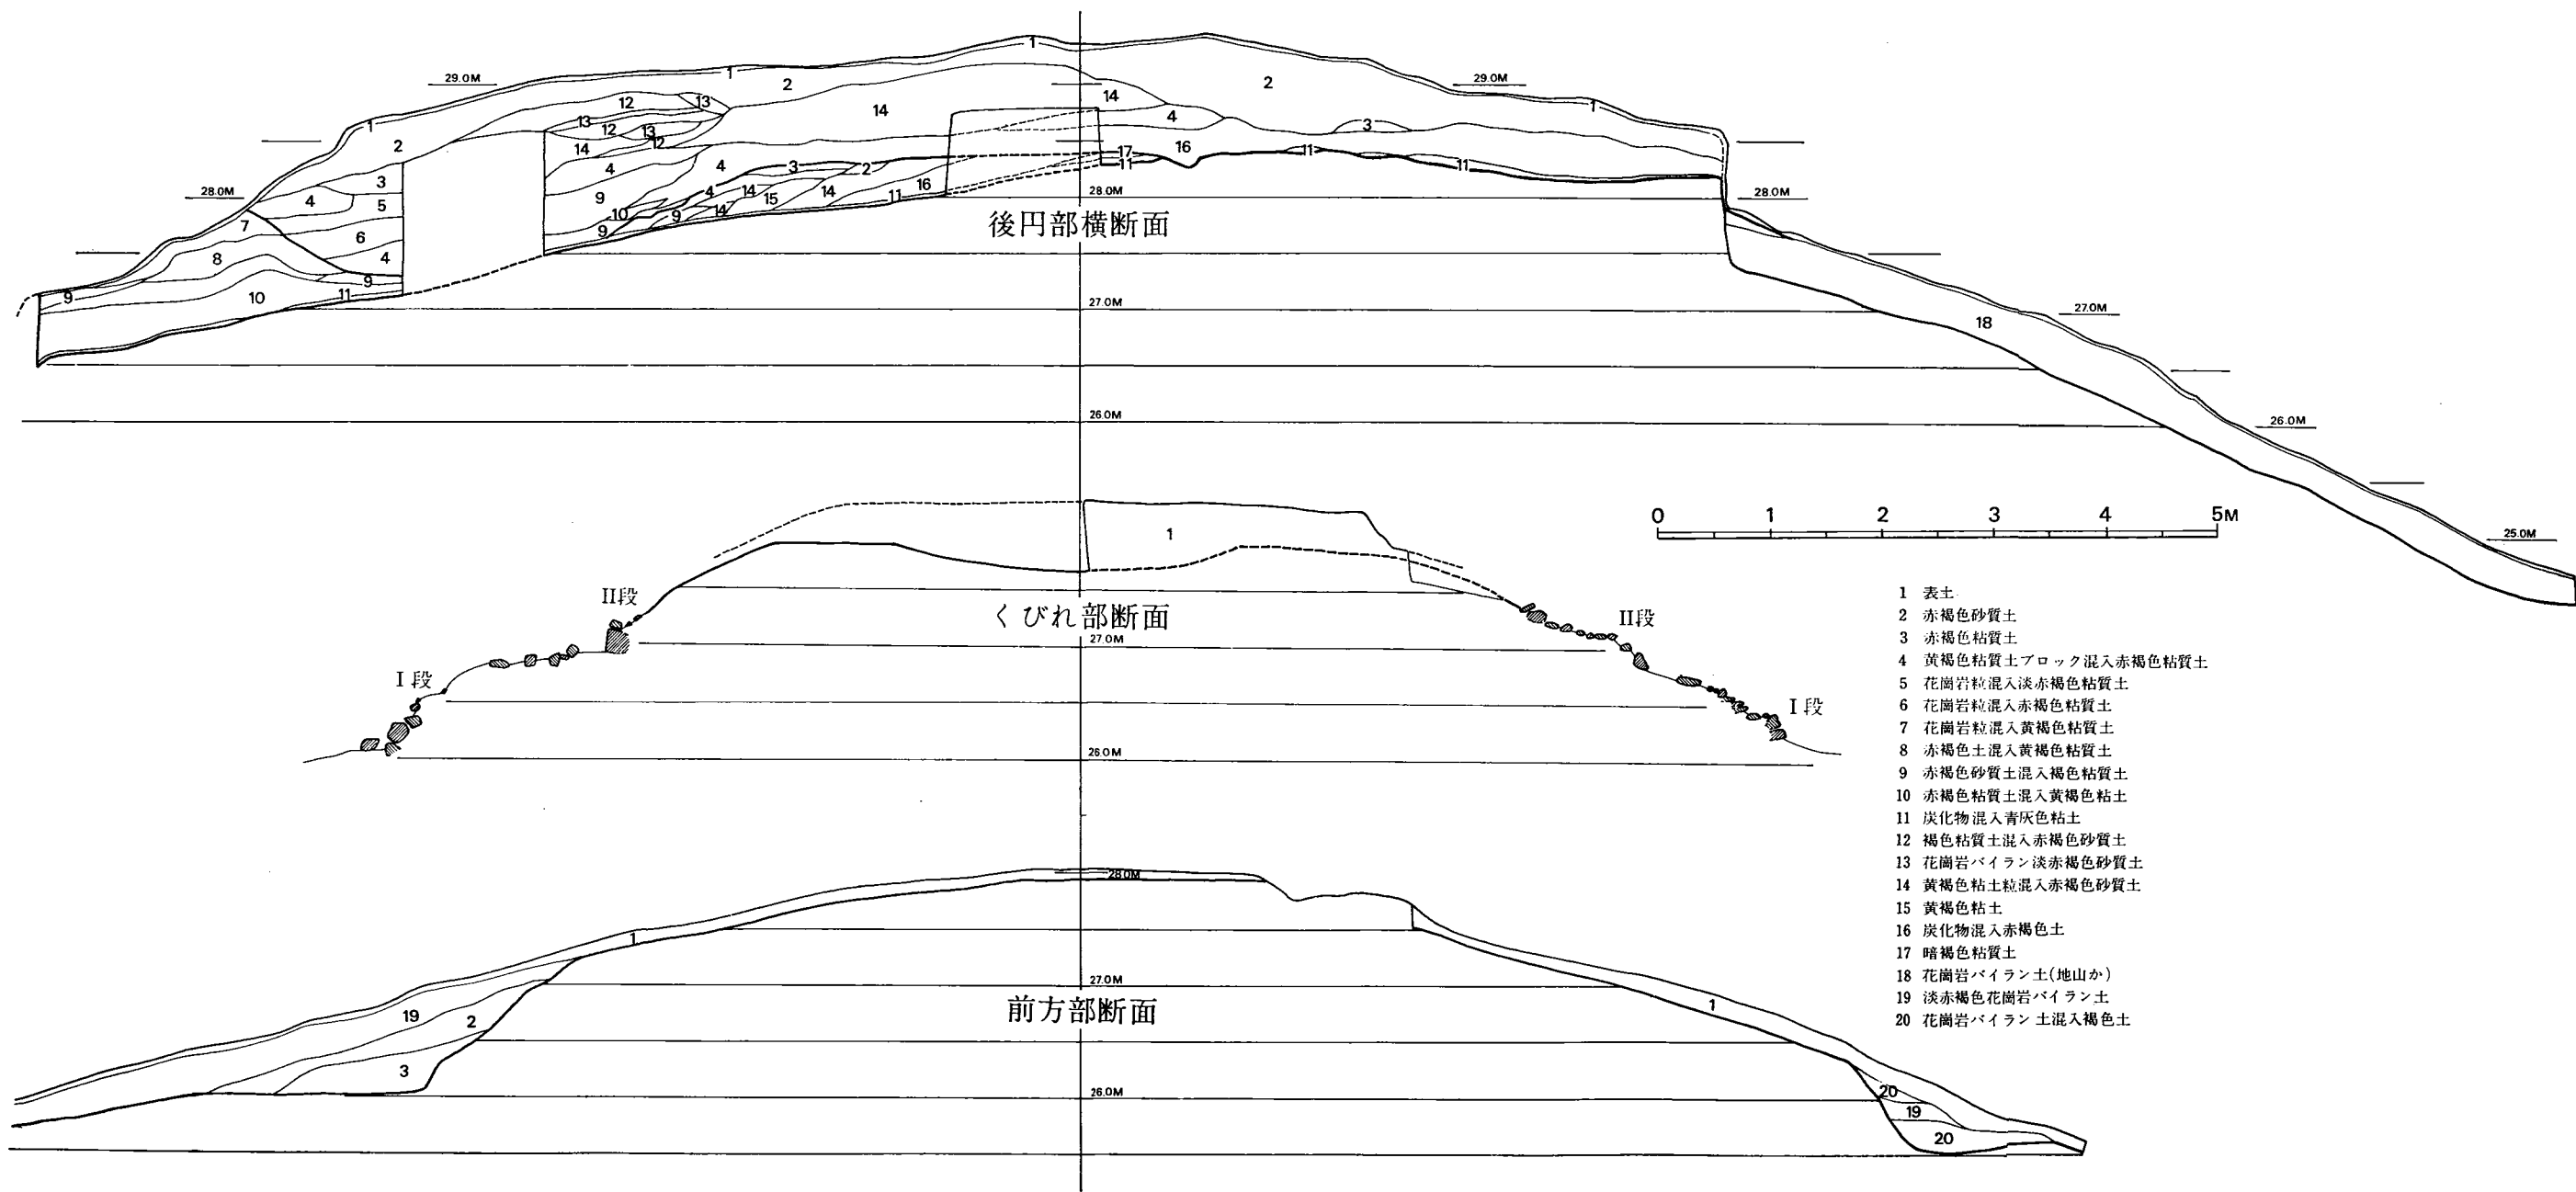 1
29.0M
1
2
2
29.0M
12
13
14
14
1
1
13
12
13
4
3
2
14
12
17
16
11
11
3
4
3
2
11
4
9
4
14
15
14
16
11
28.0M
28.0M
28.0M
4
5
10
9
14
7
6
9
後円部横断面
8
4
9
9
10
11
27.0M
27.0M
18
26.0M
26.0M
0 1 2 3 4 5M
25.0M
1
II段
くびれ部断面
II段
27.0M
I段
I段
26.0M
1 表土
2 赤褐色砂質土
3 赤褐色粘質土
4 黄褐色粘質土ブロック混入赤褐色粘質土
5 花崗岩粒混入淡赤褐色粘質土
6 花崗岩粒混入赤褐色粘質土
7 花崗岩粒混入黄褐色粘質土
8 赤褐色土混入黄褐色粘質土
9 赤褐色砂質土混入褐色粘質土
10 赤褐色粘質土混入黄褐色粘土
11 炭化物混入青灰色粘土
12 褐色粘質土混入赤褐色砂質土
13 花崗岩バイラン淡赤褐色砂質土
14 黄褐色粘土粒混入赤褐色砂質土
15 黄褐色粘土
16 炭化物混入赤褐色土
17 暗褐色粘質土
18 花崗岩バイラン土(地山か)
19 淡赤褐色花崗岩バイラン土
20 花崗岩バイラン土混入褐色土
28.0M
1
27.0M
前方部断面
19
2
1
3
26.0M
20
19
20